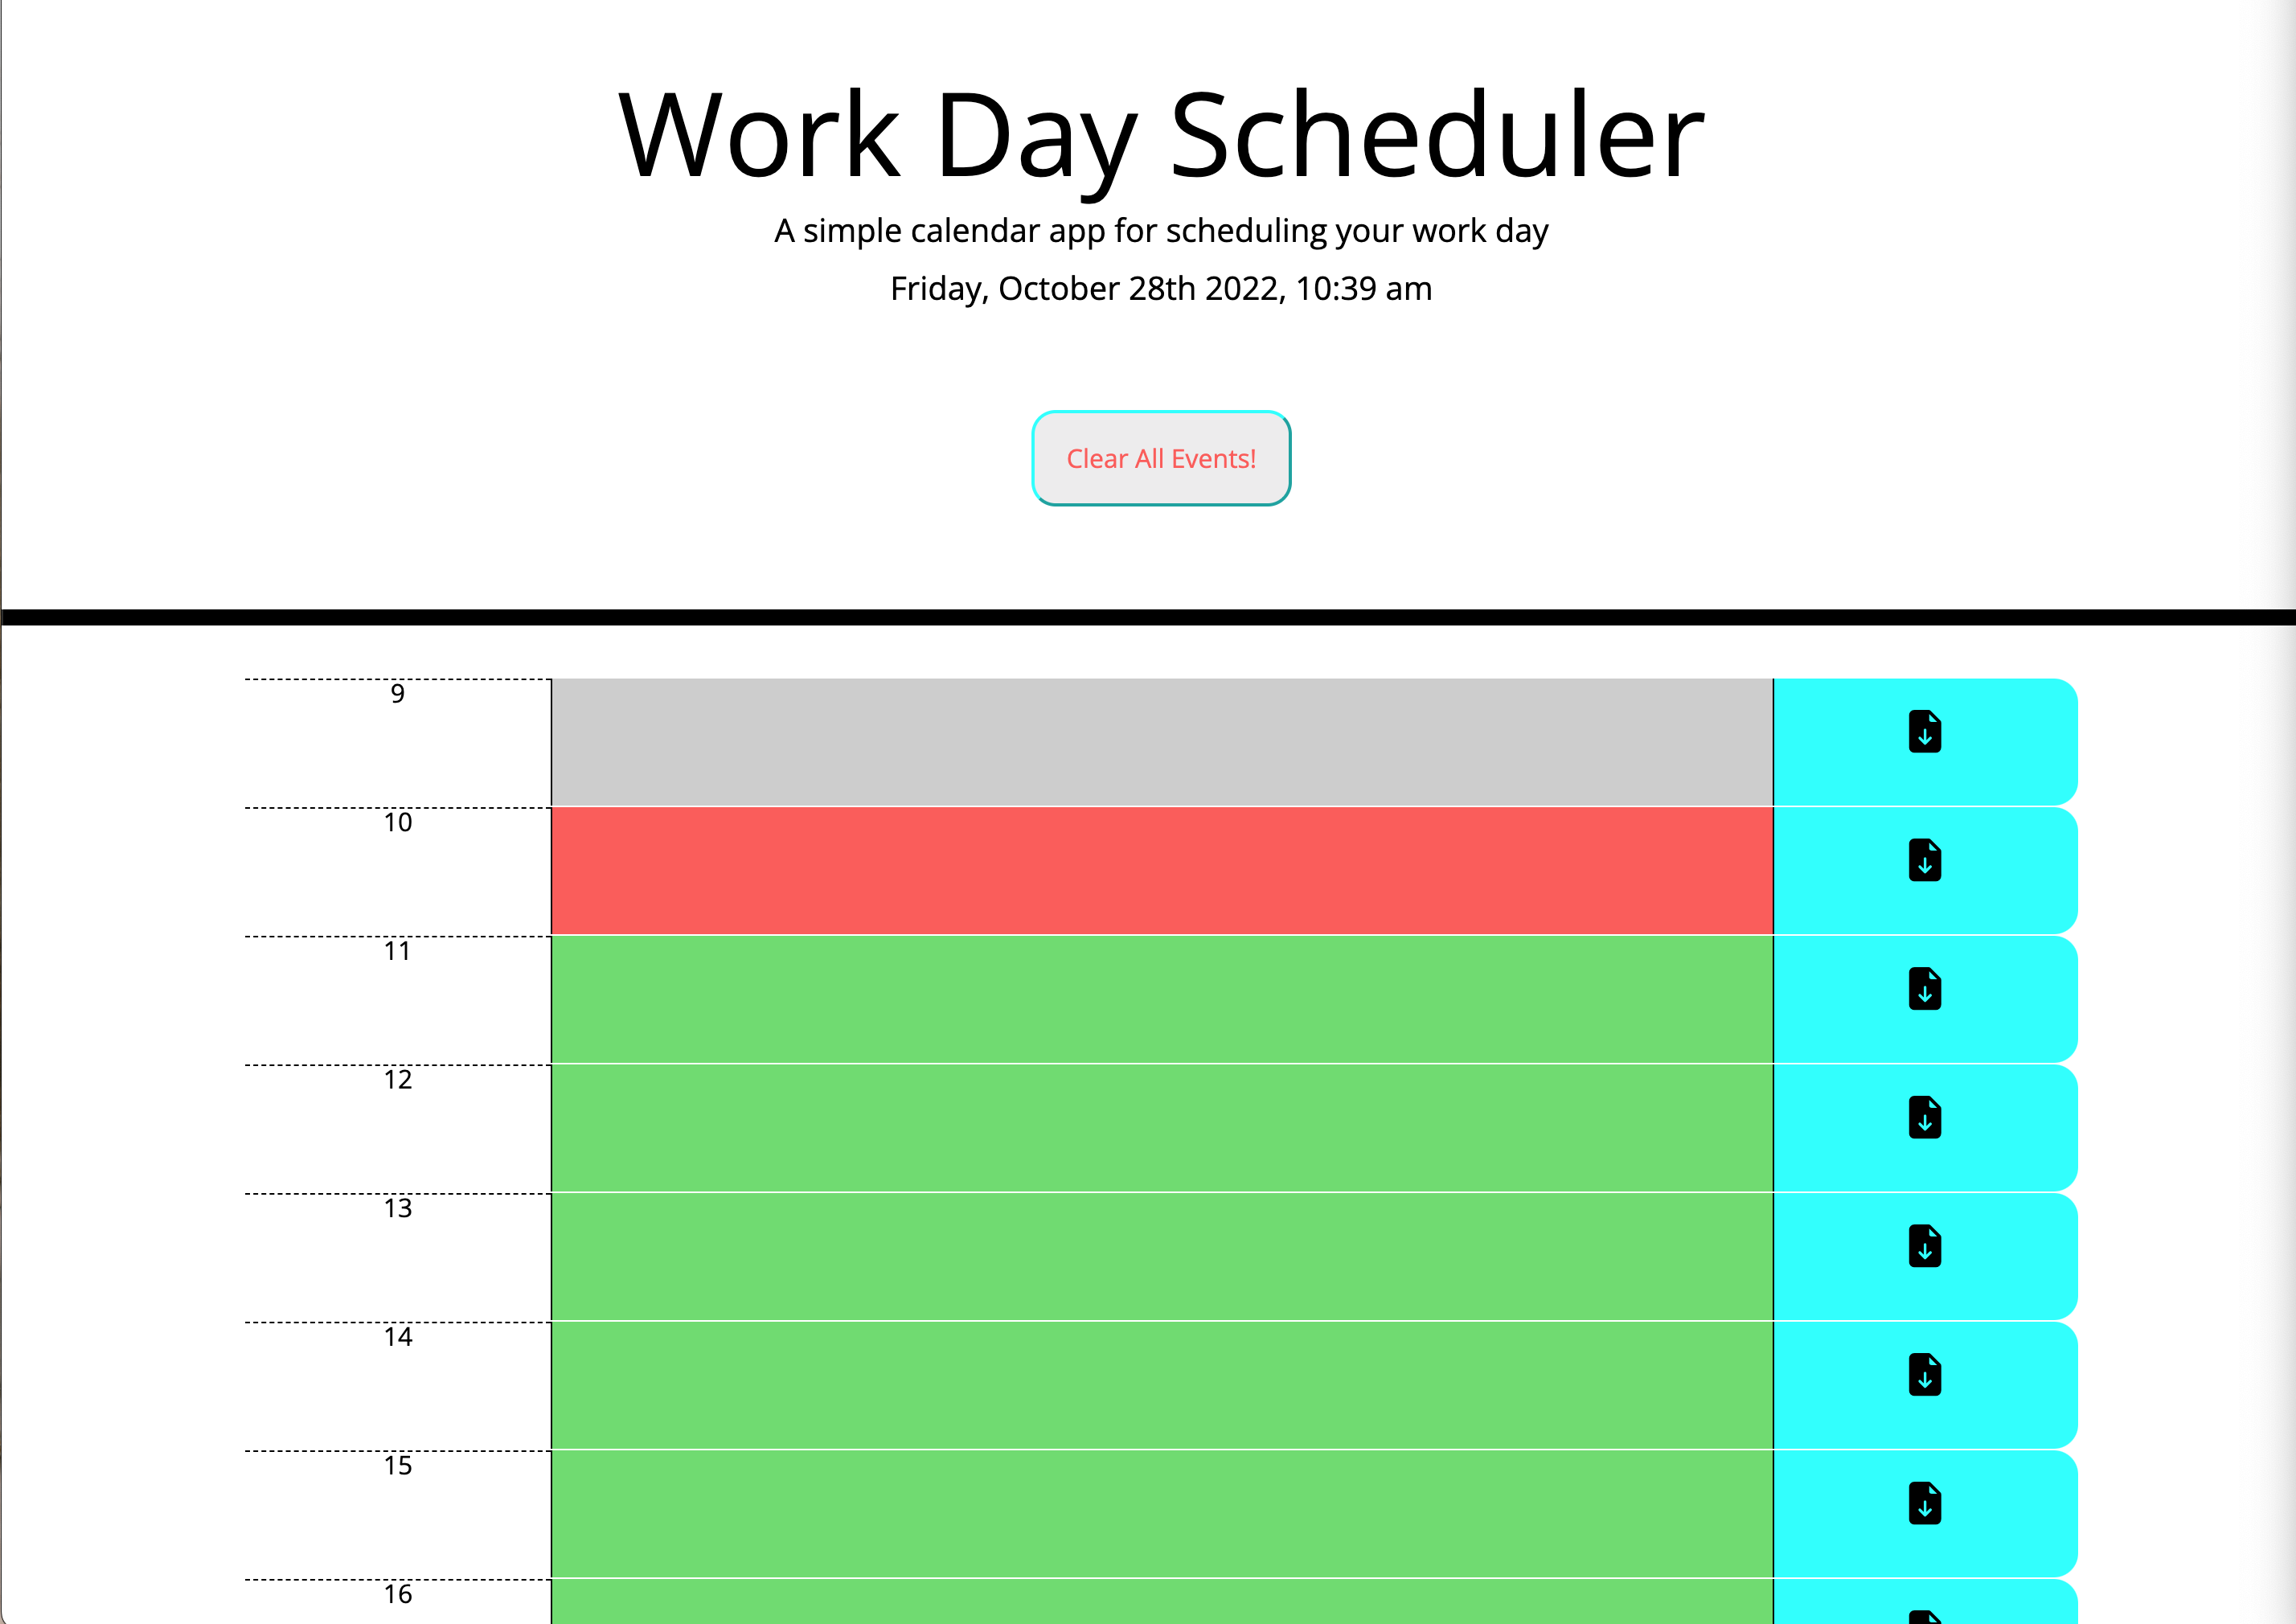 Work Day Scheduler
A simple calendar app for scheduling your work day
Friday, October 28th 2022, 10:39 am
Clear All Events!
9
10
11
12
13
14
15
16